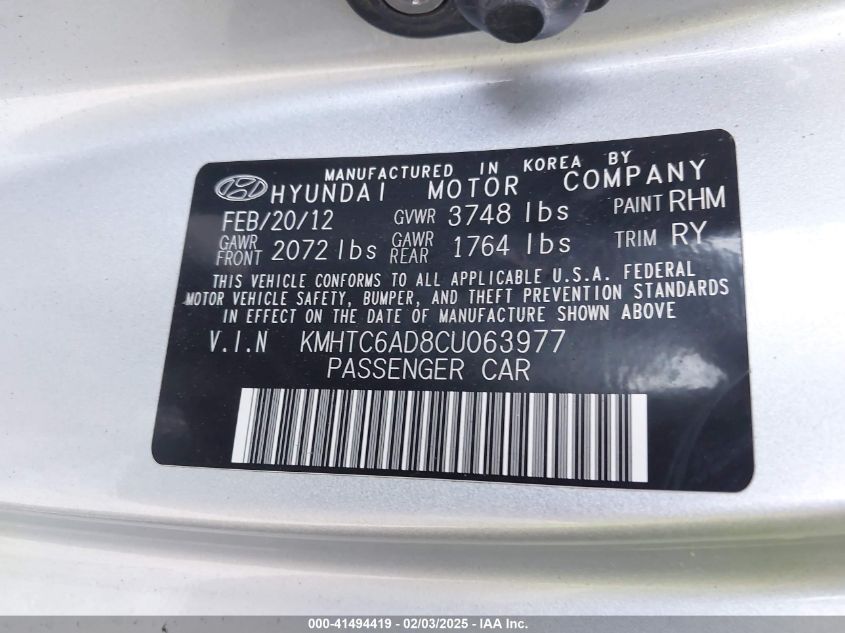 MANUFACTURED IN KOREA BY
HYUNDAI MOTOR COMPANY
FEB/20/12 GVWR 3748 lbs PAINT RHM
GAWR FRONT 2072 lbs GAWR REAR 1764 lbs TRIM RY
THIS VEHICLE CONFORMS TO ALL APPLICABLE U.S.A. FEDERAL
MOTOR VEHICLE SAFETY, BUMPER, AND THEFT PREVENTION STANDARDS
IN EFFECT ON THE DATE OF MANUFACTURE SHOWN ABOVE
V.I.N KMHTC6AD8CU063977
PASSENGER CAR
000-41494419 - 02/03/2025 - IAA Inc.